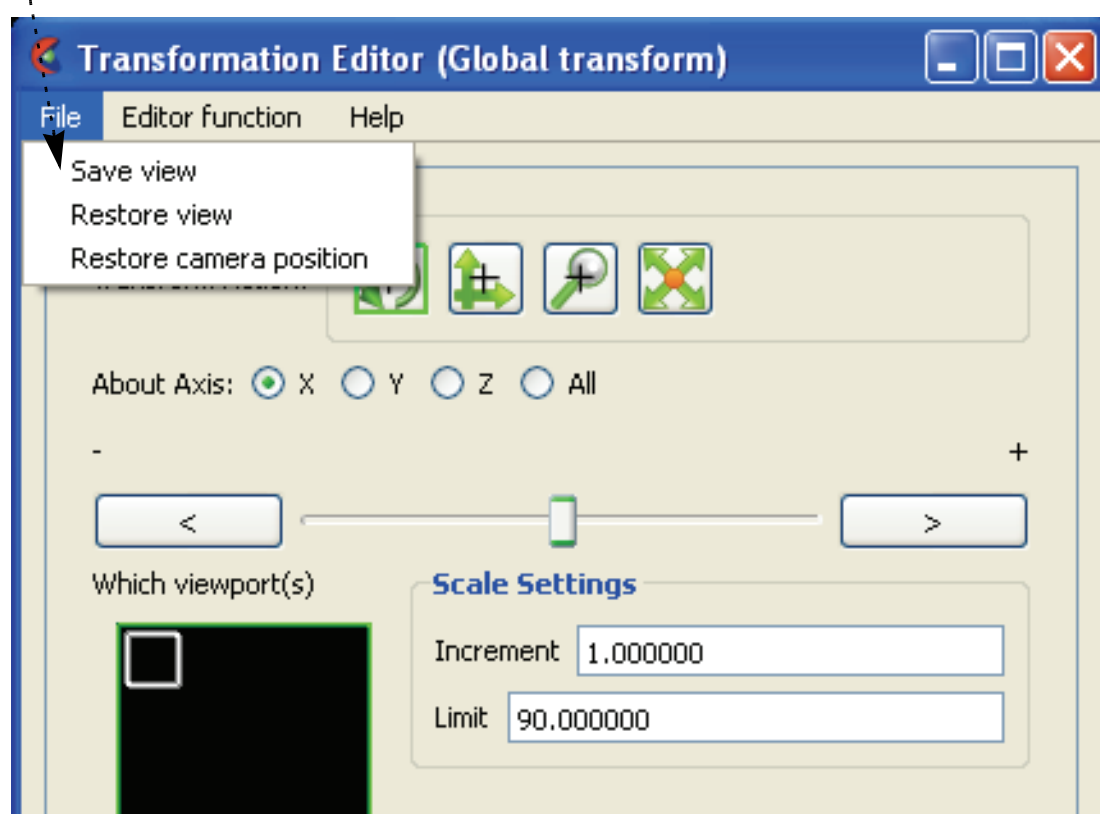 Transformation Editor (Global transform)
File Editor function Help
Save view
Restore view
Restore camera position
About Axis: X Y Z All
- +
< >
Which viewport(s) Scale Settings
Increment 1.000000
Limit 90.000000